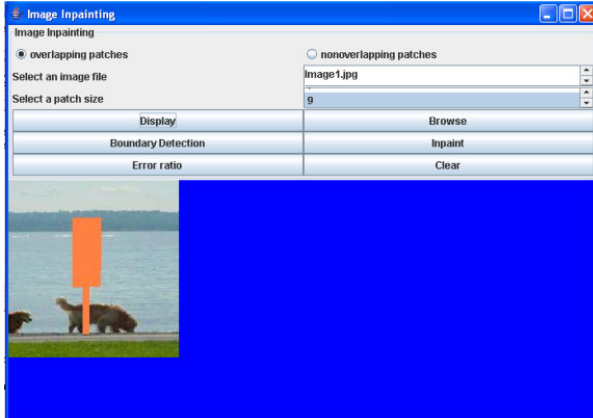 Image Inpainting
Image Inpainting
overlapping patches nonoverlapping patches
Select an image file Image1.jpg
Select a patch size 9
Display Browse
Boundary Detection Inpaint
Error ratio Clear